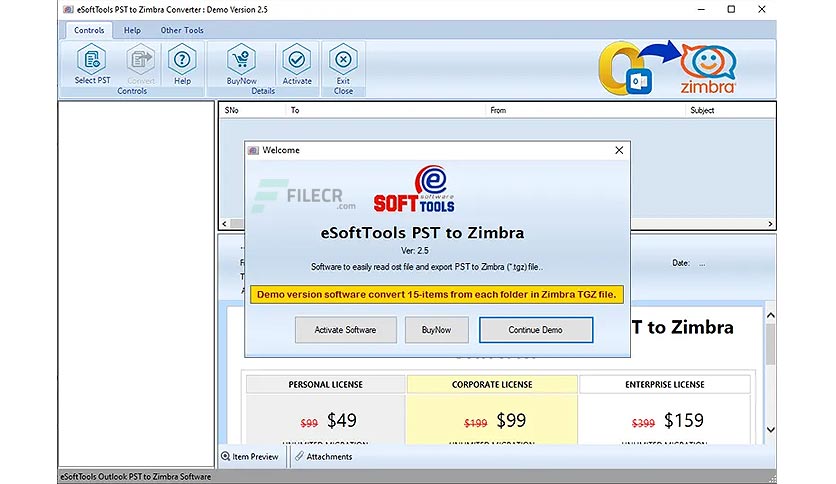 eSoftTools PST to Zimbra Converter : Demo Version 2.5
Controls Help Other Tools
Select PST Convert Help BuyNow Activate Exit
Controls Details Close
zimbra
SNo To From Subject
Welcome
FILECR
.com
e software
SOFT TOOLS
eSoftTools PST to Zimbra
Ver: 2.5
Software to easily read ost file and export PST to Zimbra (*.tgz) file..
Demo version software convert 15-items from each folder in Zimbra TGZ file.
Activate Software BuyNow Continue Demo
Date: ...
T to Zimbra
PERSONAL LICENSE CORPORATE LICENSE ENTERPRISE LICENSE
$99 $49 $199 $99 $399 $159
UNLIMITED MIGRATION UNLIMITED MIGRATION UNLIMITED MIGRATION
Item Preview Attachments
eSoftTools Outlook PST to Zimbra Software